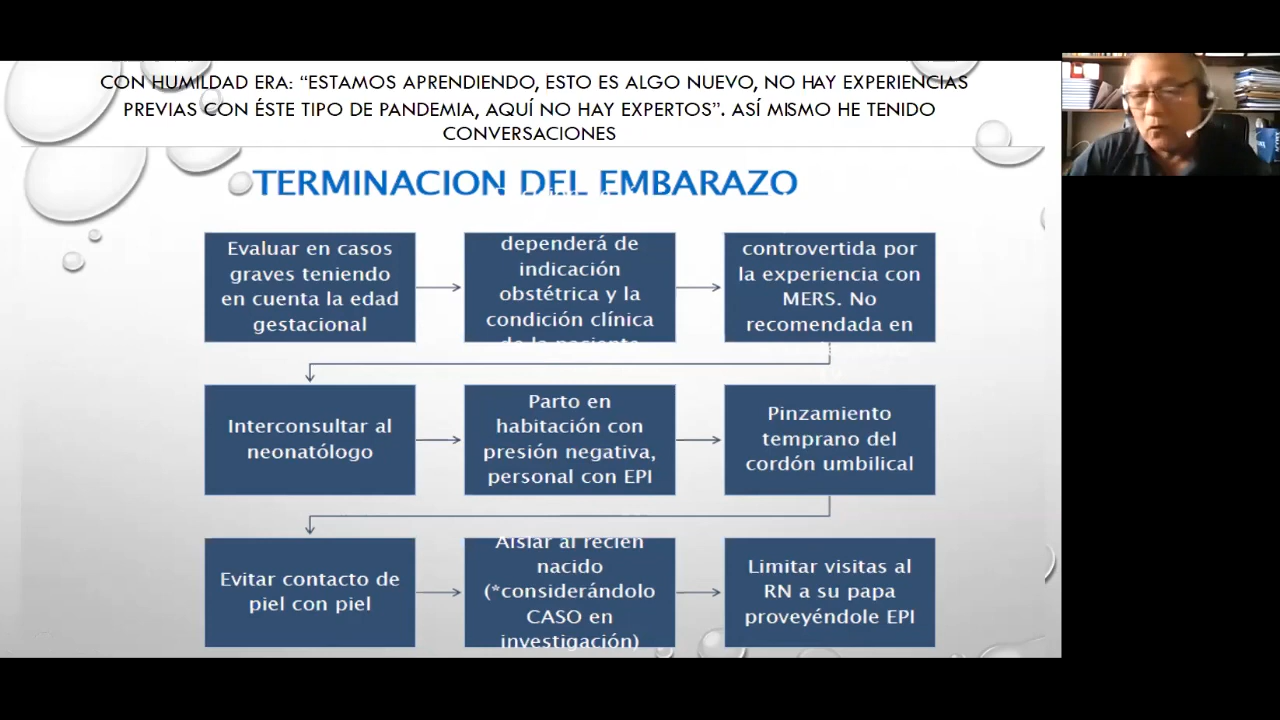 CON HUMILDAD ERA: “ESTAMOS APRENDIENDO, ESTO ES ALGO NUEVO, NO HAY EXPERIENCIAS
PREVIAS CON ÉSTE TIPO DE PANDEMIA, AQUÍ NO HAY EXPERTOS”. ASÍ MISMO HE TENIDO
CONVERSACIONES
TERMINACION DEL EMBARAZO
Evaluar en casos
graves teniendo
en cuenta la edad
gestacional
dependerá de
indicación
obstétrica y la
condición clínica
de la paciente
controvertida por
la experiencia con
MERS. No
recomendada en
Interconsultar al
neonatólogo
Parto en
habitación con
presión negativa,
personal con EPI
Pinzamiento
temprano del
cordón umbilical
Evitar contacto de
piel con piel
Aislar al recién
nacido
(*considerándolo
CASO en
investigación)
Limitar visitas al
RN a su papa
proveyéndole EPI